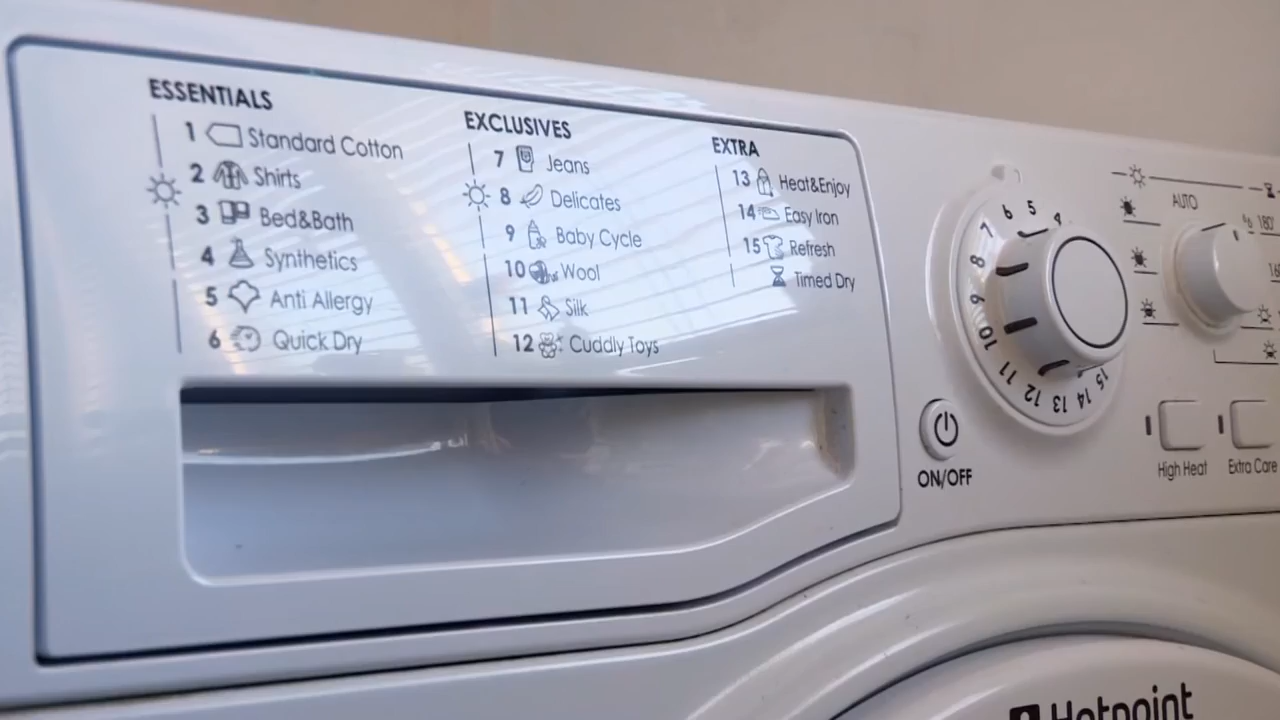 ESSENTIALS
1 Standard Cotton
2 Shirts
3 Bed&Bath
4 Synthetics
5 Anti Allergy
6 Quick Dry
EXCLUSIVES
7 Jeans
8 Delicates
9 Baby Cycle
10 Wool
11 Silk
12 Cuddly Toys
EXTRA
13 Heat&Enjoy
14 Easy Iron
15 Refresh
Timed Dry
4
5
6
7
8
9
10
11
12
13
14
15
ON/OFF
AUTO
180'
High Heat
Extra Care
Hotpoint